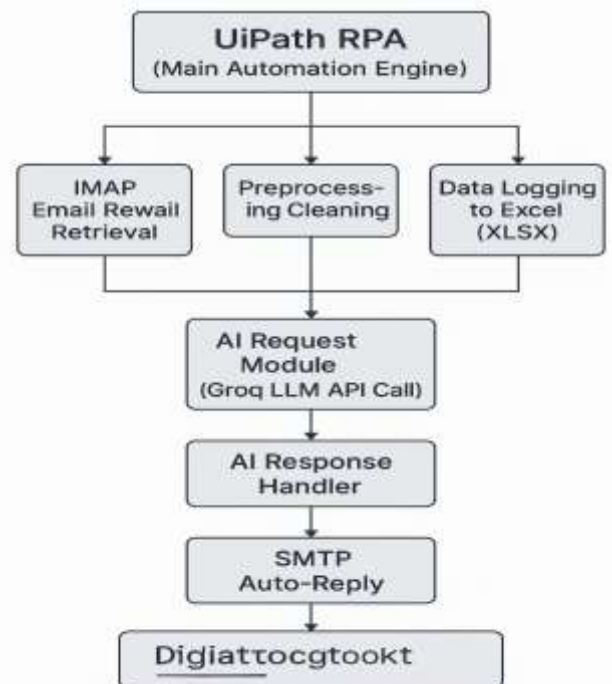 UiPath RPA
(Main Automation Engine)
IMAP
Email Rewail
Retrieval
Preprocess-
ing Cleaning
Data Logging
to Excel
(XLSX)
AI Request
Module
(Groq LLM API Call)
AI Response
Handler
SMTP
Auto-Reply